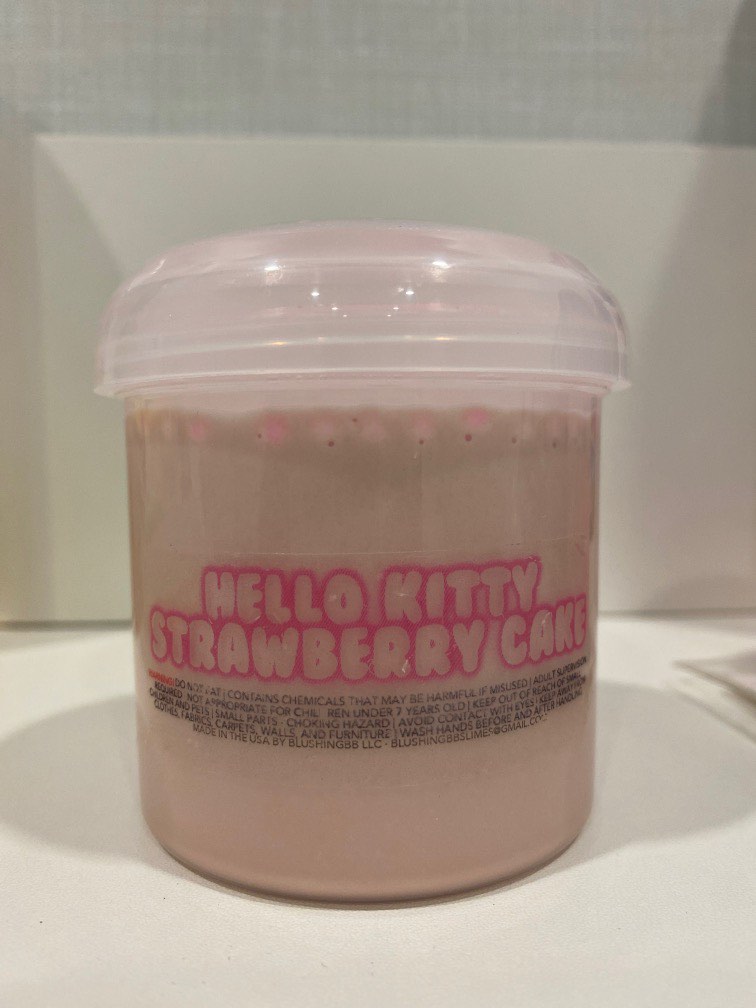 HELLO KITTY
STRAWBERRY CAKE
WARNING! DO NOT EAT | CONTAINS CHEMICALS THAT MAY BE HARMFUL IF MISUSED | ADULT SUPERVISION
REQUIRED. NOT APPROPRIATE FOR CHIL REN UNDER 7 YEARS OLD | KEEP OUT OF REACH OF SMALL
CHILDREN AND PETS | SMALL PARTS - CHOKING HAZARD | AVOID CONTACT WITH EYES | KEEP AWAY FROM
CLOTHES, FABRICS, CARPETS, WALLS, AND FURNITURE | WASH HANDS BEFORE AND AFTER HANDLING
MADE IN THE USA BY BLUSHINGBB LLC - BLUSHINGBBSLIMES@GMAIL.CO